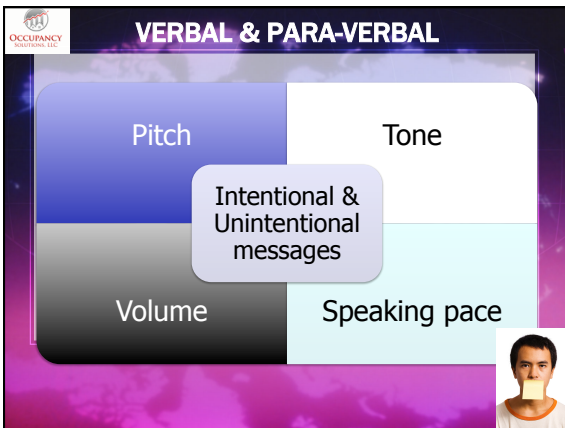 OCCUPANCY
SOLUTIONS, LLC
VERBAL & PARA-VERBAL
Pitch
Tone
Intentional &
Unintentional
messages
Volume
Speaking pace